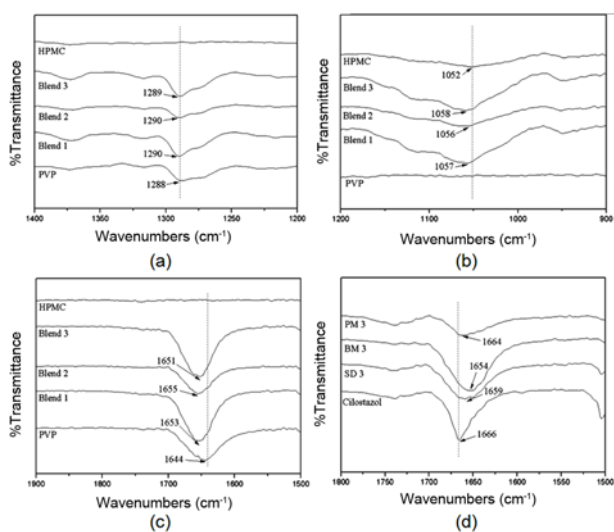 HPMC
Blend 3
1289
Blend 2
1290
Blend 1
1290
PVP
1288
1400 1350 1300 1250 1200
Wavenumbers (cm⁻¹)
%Transmittance
(a)
HPMC
1052
Blend 3
1058
Blend 2
1056
Blend 1
1057
PVP
1200 1100 1000 900
Wavenumbers (cm⁻¹)
%Transmittance
(b)
HPMC
Blend 3
1651
Blend 2
1655
Blend 1
1653
PVP
1644
1900 1800 1700 1600 1500
Wavenumbers (cm⁻¹)
%Transmittance
(c)
PM 3
1664
BM 3
1654
SD 3
1659
Cilostazol
1666
1800 1750 1700 1650 1600 1550 1500
Wavenumbers (cm⁻¹)
%Transmittance
(d)